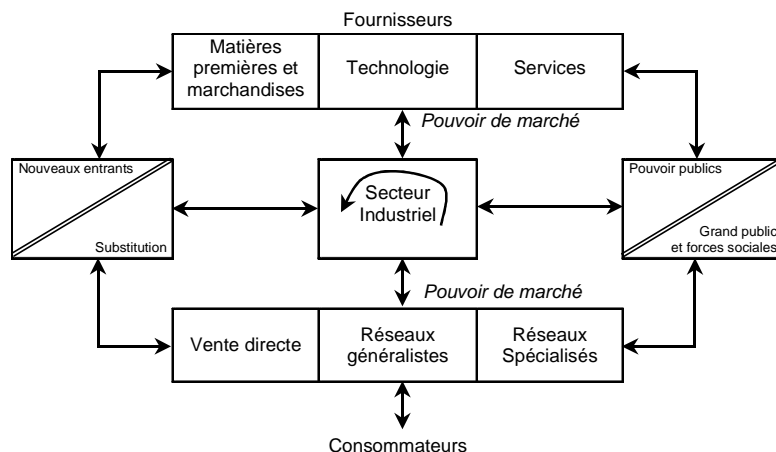 Fournisseurs
Matières
premières et
marchandises
Technologie
Services
Pouvoir de marché
Nouveaux entrants
Substitution
Secteur
Industriel
Pouvoir publics
Grand public
et forces sociales
Pouvoir de marché
Vente directe
Réseaux
généralistes
Réseaux
Spécialisés
Consommateurs